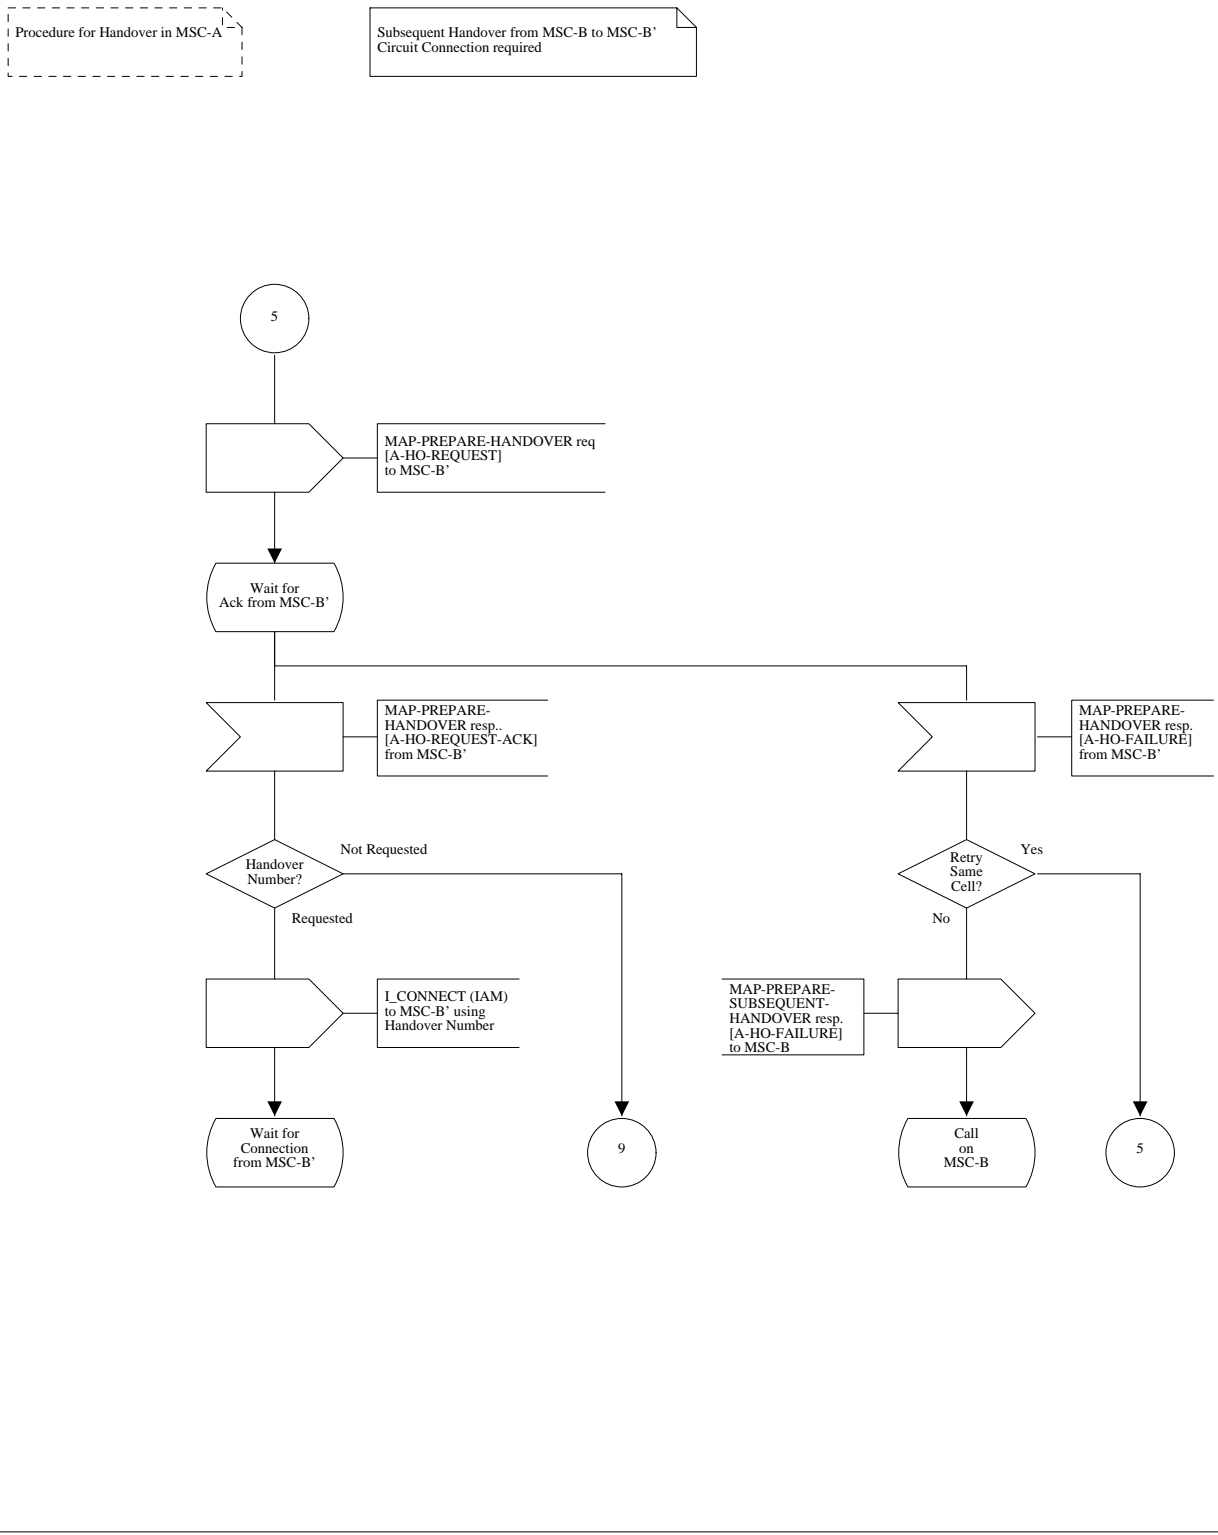 Procedure for Handover in MSC-A
Subsequent Handover from MSC-B to MSC-B’
Circuit Connection required
5
MAP-PREPARE-HANDOVER req
[A-HO-REQUEST]
to MSC-B’
Wait for
Ack from MSC-B’
MAP-PREPARE-
HANDOVER resp..
[A-HO-REQUEST-ACK]
from MSC-B’
MAP-PREPARE-
HANDOVER resp.
[A-HO-FAILURE]
from MSC-B’
Handover
Number?
Not Requested
Requested
Retry
Same
Cell?
Yes
No
I_CONNECT (IAM)
to MSC-B’ using
Handover Number
MAP-PREPARE-
SUBSEQUENT-
HANDOVER resp.
[A-HO-FAILURE]
to MSC-B
Wait for
Connection
from MSC-B’
9
Call
on
MSC-B
5